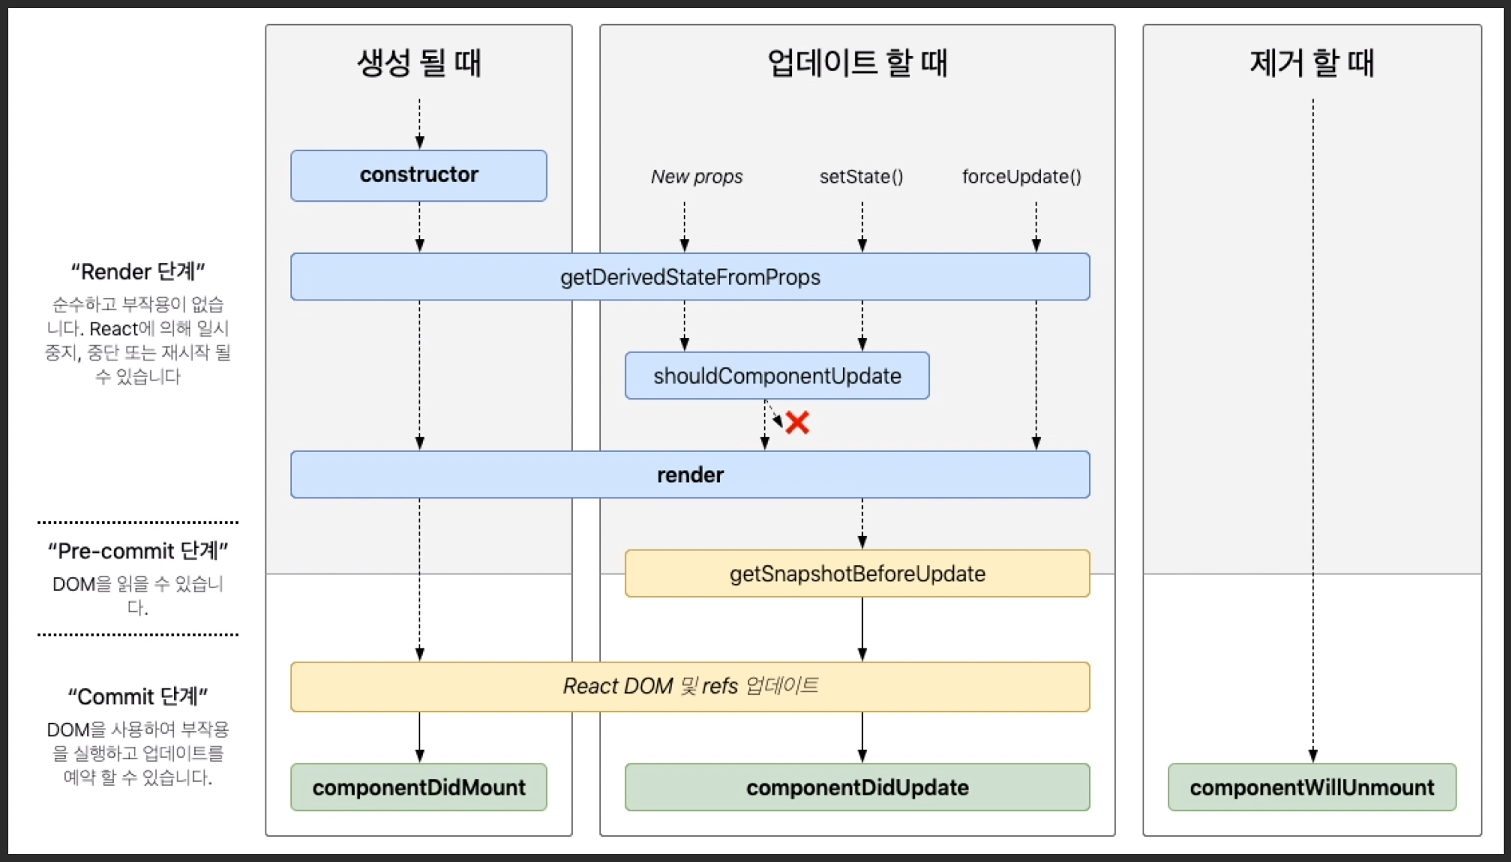 생성 될 때
업데이트 할 때
제거 할 때
constructor
New props
setState()
forceUpdate()
“Render 단계”
순수하고 부작용이 없습
니다. React에 의해 일시
중지, 중단 또는 재시작 될
수 있습니다
getDerivedStateFromProps
shouldComponentUpdate
render
“Pre-commit 단계”
DOM을 읽을 수 있습니
다.
getSnapshotBeforeUpdate
“Commit 단계”
DOM을 사용하여 부작용
을 실행하고 업데이트를
예약 할 수 있습니다.
React DOM 및 refs 업데이트
componentDidMount
componentDidUpdate
componentWillUnmount